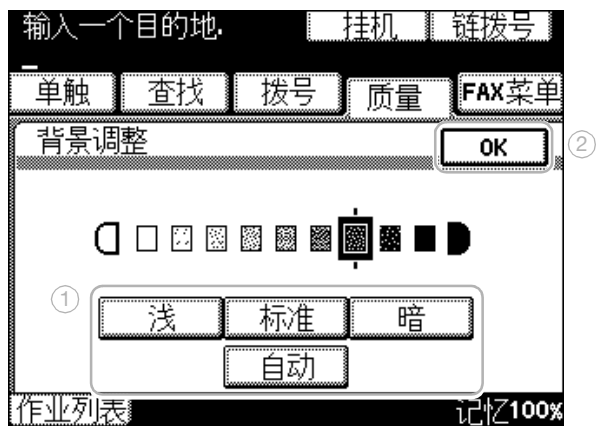 输入一个目的地. 挂机 链拨号
单触 查找 拨号 质量 FAX菜单
背景调整 OK ②
① 浅 标准 暗
自动
作业列表 记忆100%